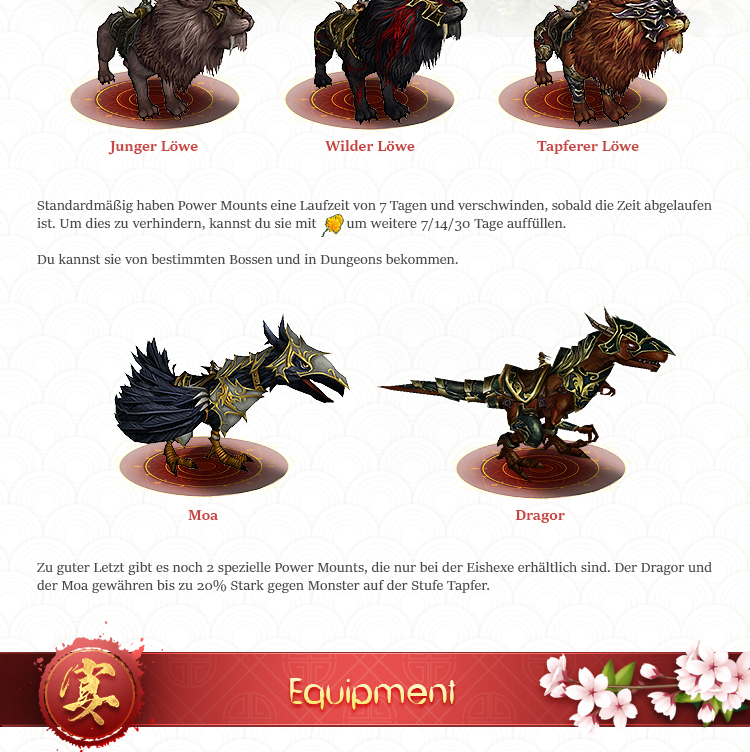 Junger Löwe
Wilder Löwe
Tapferer Löwe
Standardmäßig haben Power Mounts eine Laufzeit von 7 Tagen und verschwinden, sobald die Zeit abgelaufen
ist. Um dies zu verhindern, kannst du sie mit um weitere 7/14/30 Tage auffüllen.
Du kannst sie von bestimmten Bossen und in Dungeons bekommen.
Moa
Dragor
Zu guter Letzt gibt es noch 2 spezielle Power Mounts, die nur bei der Eishexe erhältlich sind. Der Dragor und
der Moa gewähren bis zu 20% Stark gegen Monster auf der Stufe Tapfer.
宴
Equipment